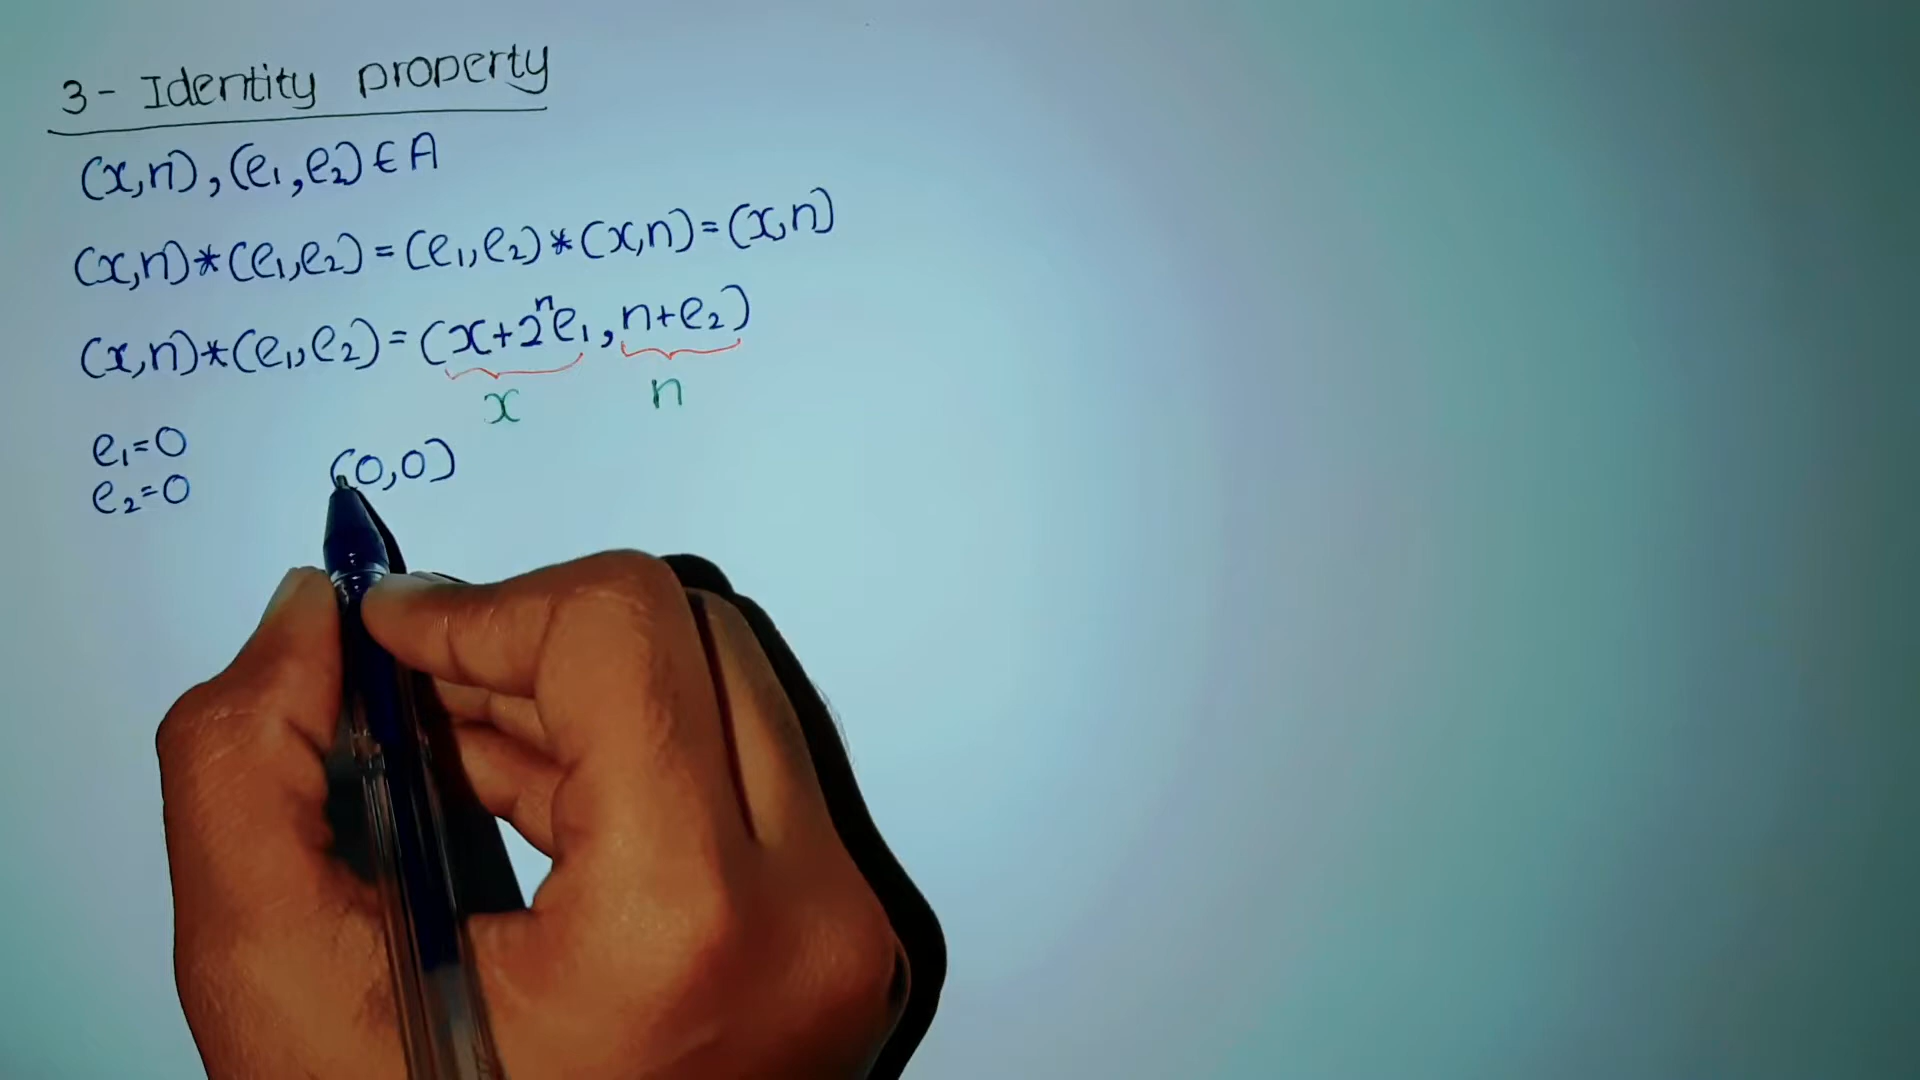 3- Identity property
(x,n),(e₁,e₂)∈A
(x,n)*(e₁,e₂)=(e₁,e₂)*(x,n)=(x,n)
(x,n)*(e₁,e₂)=(x+2ⁿe₁,n+e₂)
x n
e₁=0
(0,0)
e₂=0